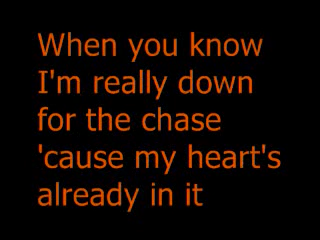 When you know
I'm really down
for the chase
'cause my heart's
already in it